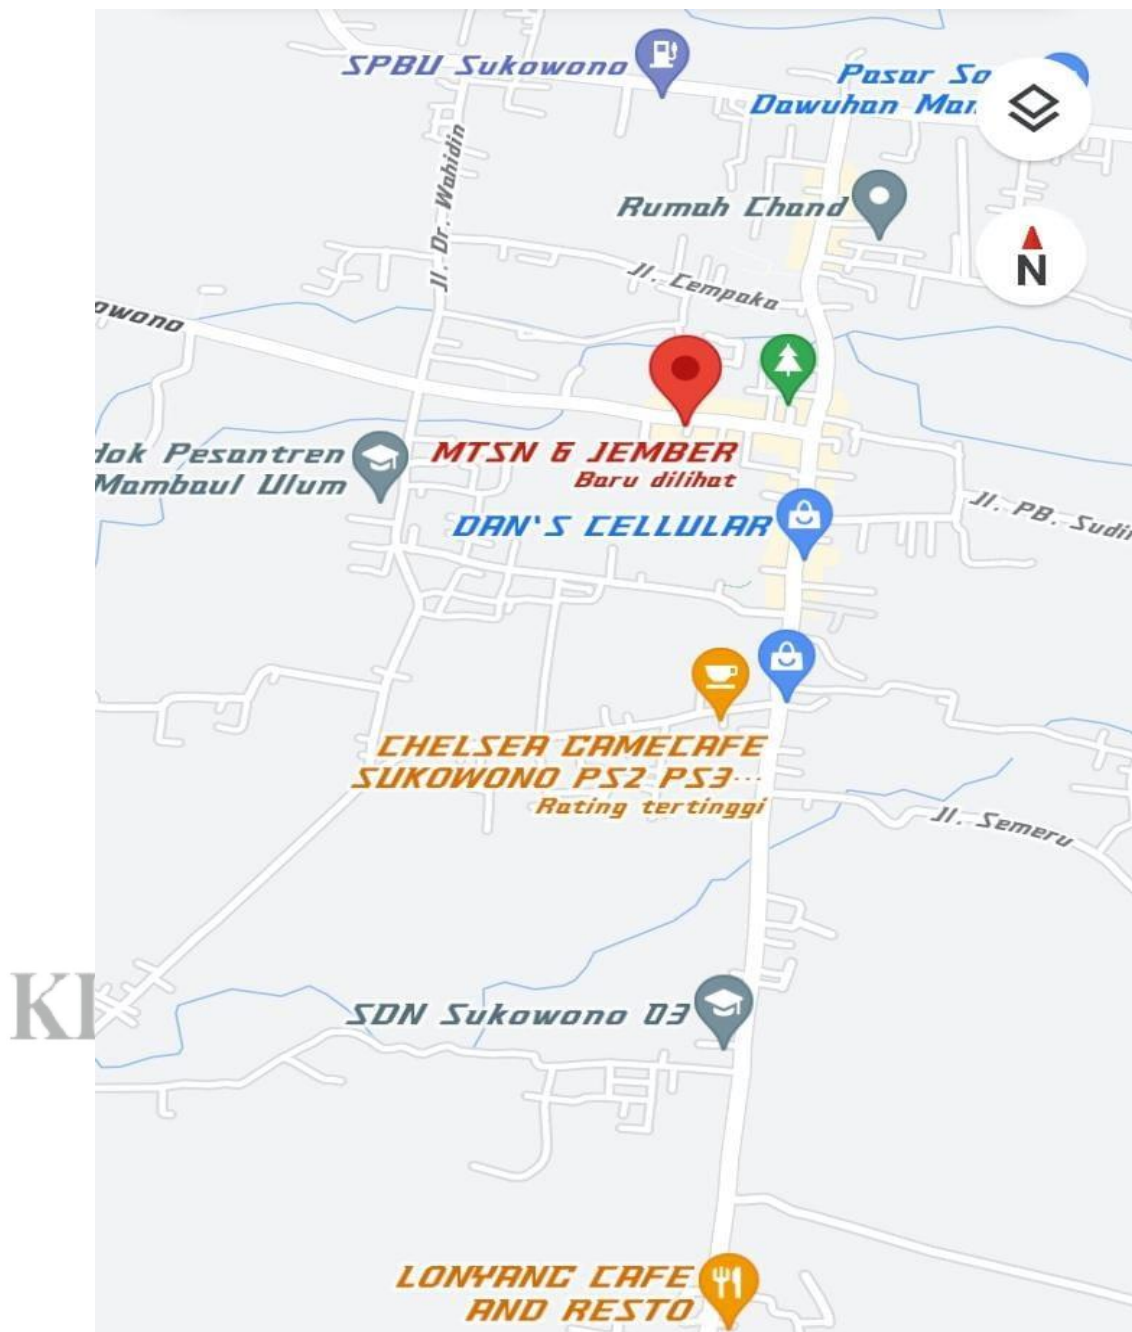 SPBU Sukowono
Pasar So
Dawuhan Man
Jl. Dr. Wahidin
Rumah Chand
N
Jl. Cempaka
owono
dok Pesantren
Mambaul Ulum
MTSN 6 JEMBER
Baru dilihat
DAN'S CELLULAR
Jl. PB. Sudir
CHELSEA GAMECAFE
SUKOWONO PS2 PS3...
Rating tertinggi
Jl. Semeru
KI
SDN Sukowono 03
LONYANG CAFE
AND RESTO